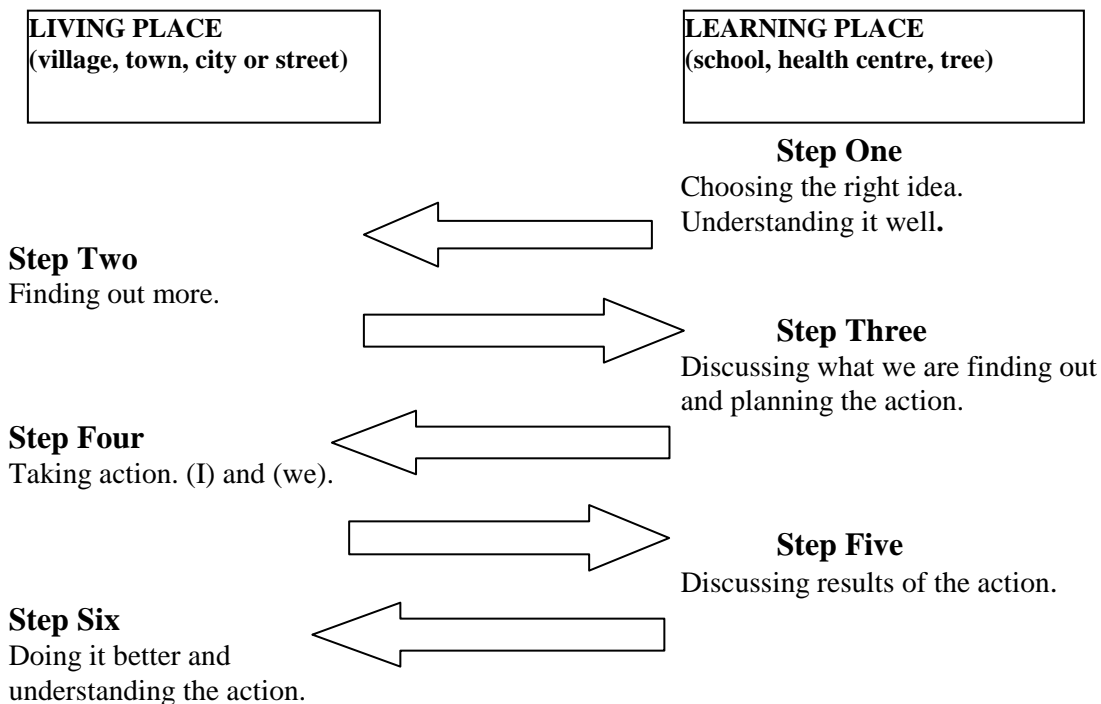 LIVING PLACE
(village, town, city or street)
LEARNING PLACE
(school, health centre, tree)
Step One
Choosing the right idea.
Understanding it well.
Step Two
Finding out more.
Step Three
Discussing what we are finding out
and planning the action.
Step Four
Taking action. (I) and (we).
Step Five
Discussing results of the action.
Step Six
Doing it better and
understanding the action.